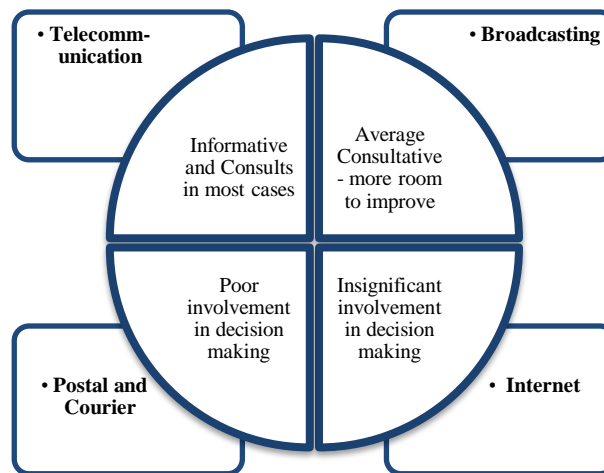 • Telecomm-
unication
• Broadcasting
Informative
and Consults
in most cases
Average
Consultative
- more room
to improve
Poor
involvement
in decision
making
Insignificant
involvement
in decision
making
• Postal and
Courier
• Internet